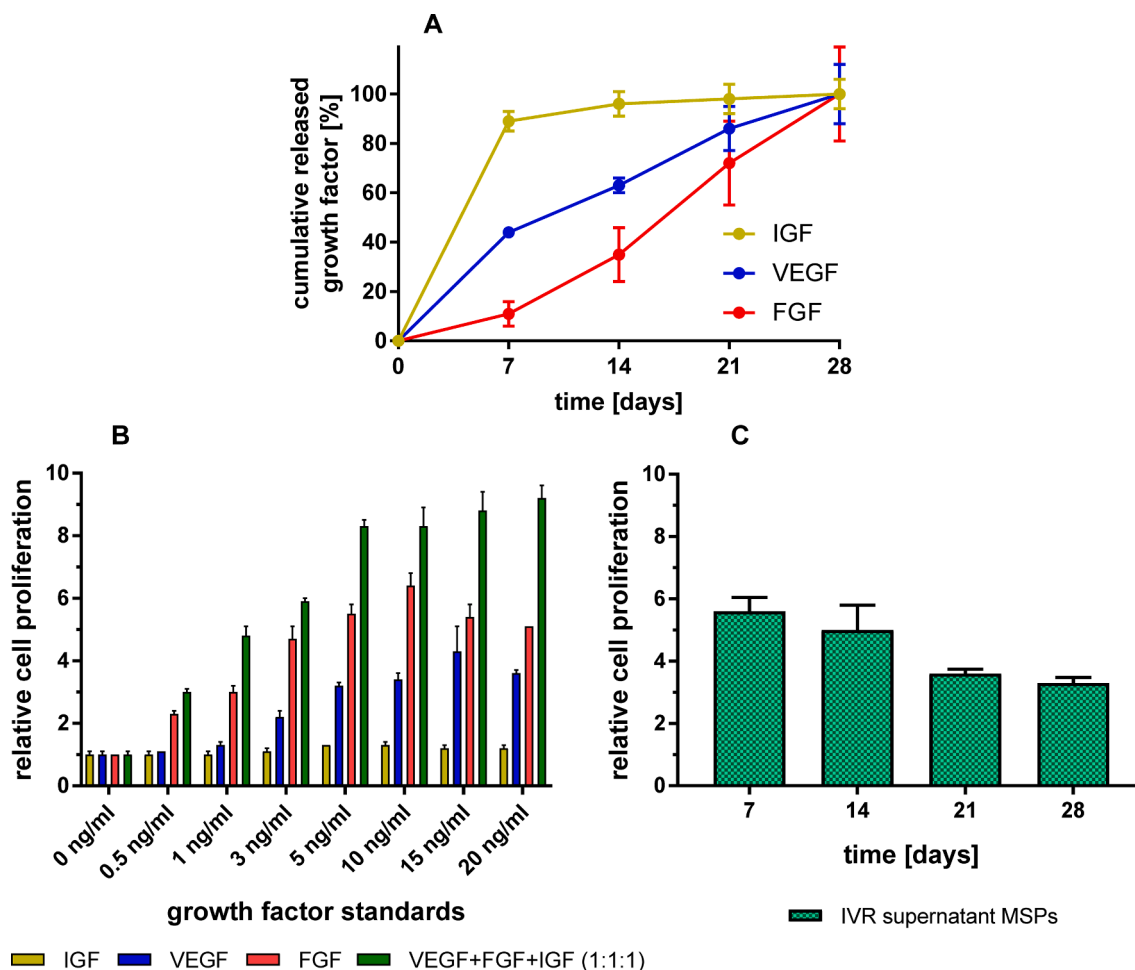 A
cumulative released
growth factor [%]
100
80
60
40
20
0
0 7 14 21 28
time [days]
IGF
VEGF
FGF
B
relative cell proliferation
10
8
6
4
2
0
0 ng/ml 0.5 ng/ml 1 ng/ml 3 ng/ml 5 ng/ml 10 ng/ml 15 ng/ml 20 ng/ml
growth factor standards
IGF VEGF FGF VEGF+FGF+IGF (1:1:1)
C
relative cell proliferation
10
8
6
4
2
0
7 14 21 28
time [days]
IVR supernatant MSPs